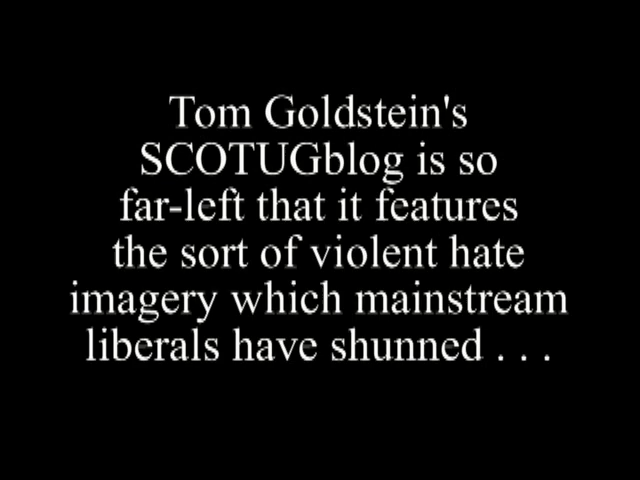 Tom Goldstein's
SCOTUGblog is so
far-left that it features
the sort of violent hate
imagery which mainstream
liberals have shunned . . .